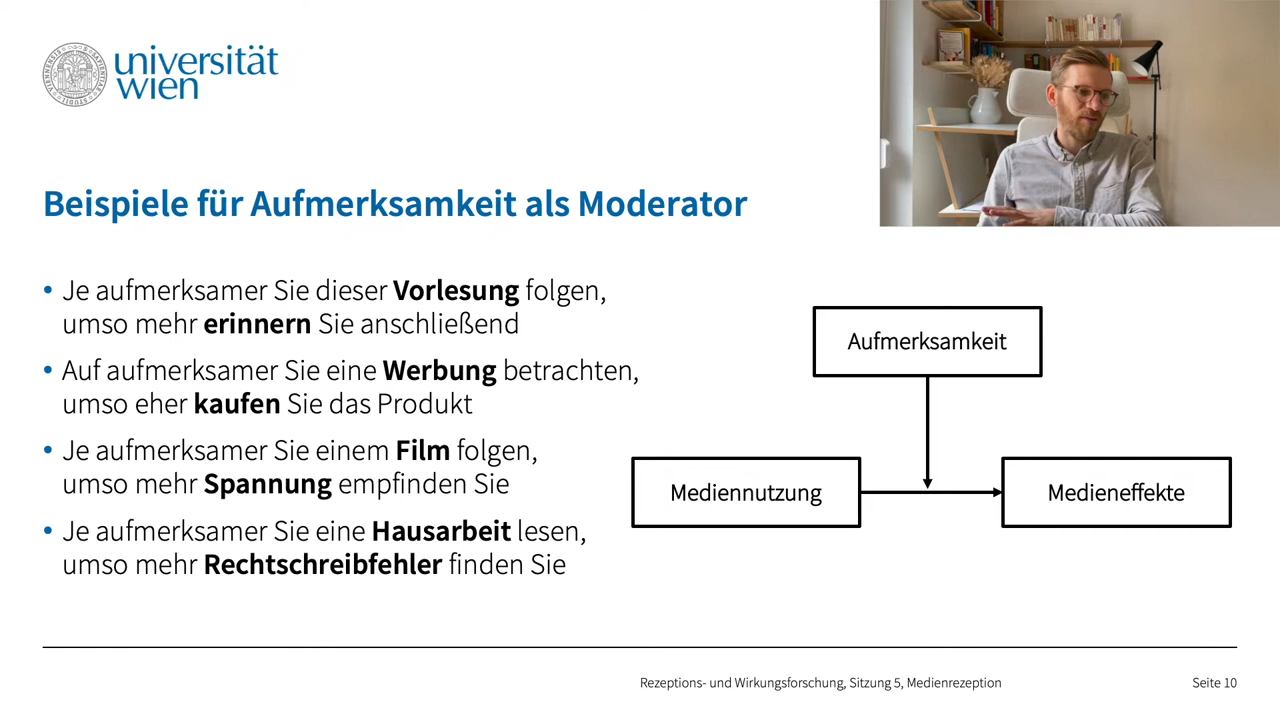 universität
wien
Beispiele für Aufmerksamkeit als Moderator
• Je aufmerksamer Sie dieser Vorlesung folgen,
umso mehr erinnern Sie anschließend
• Auf aufmerksamer Sie eine Werbung betrachten,
umso eher kaufen Sie das Produkt
• Je aufmerksamer Sie einem Film folgen,
umso mehr Spannung empfinden Sie
• Je aufmerksamer Sie eine Hausarbeit lesen,
umso mehr Rechtschreibfehler finden Sie
Aufmerksamkeit
Mediennutzung
Medieneffekte
Rezeptions- und Wirkungsforschung, Sitzung 5, Medienrezeption
Seite 10